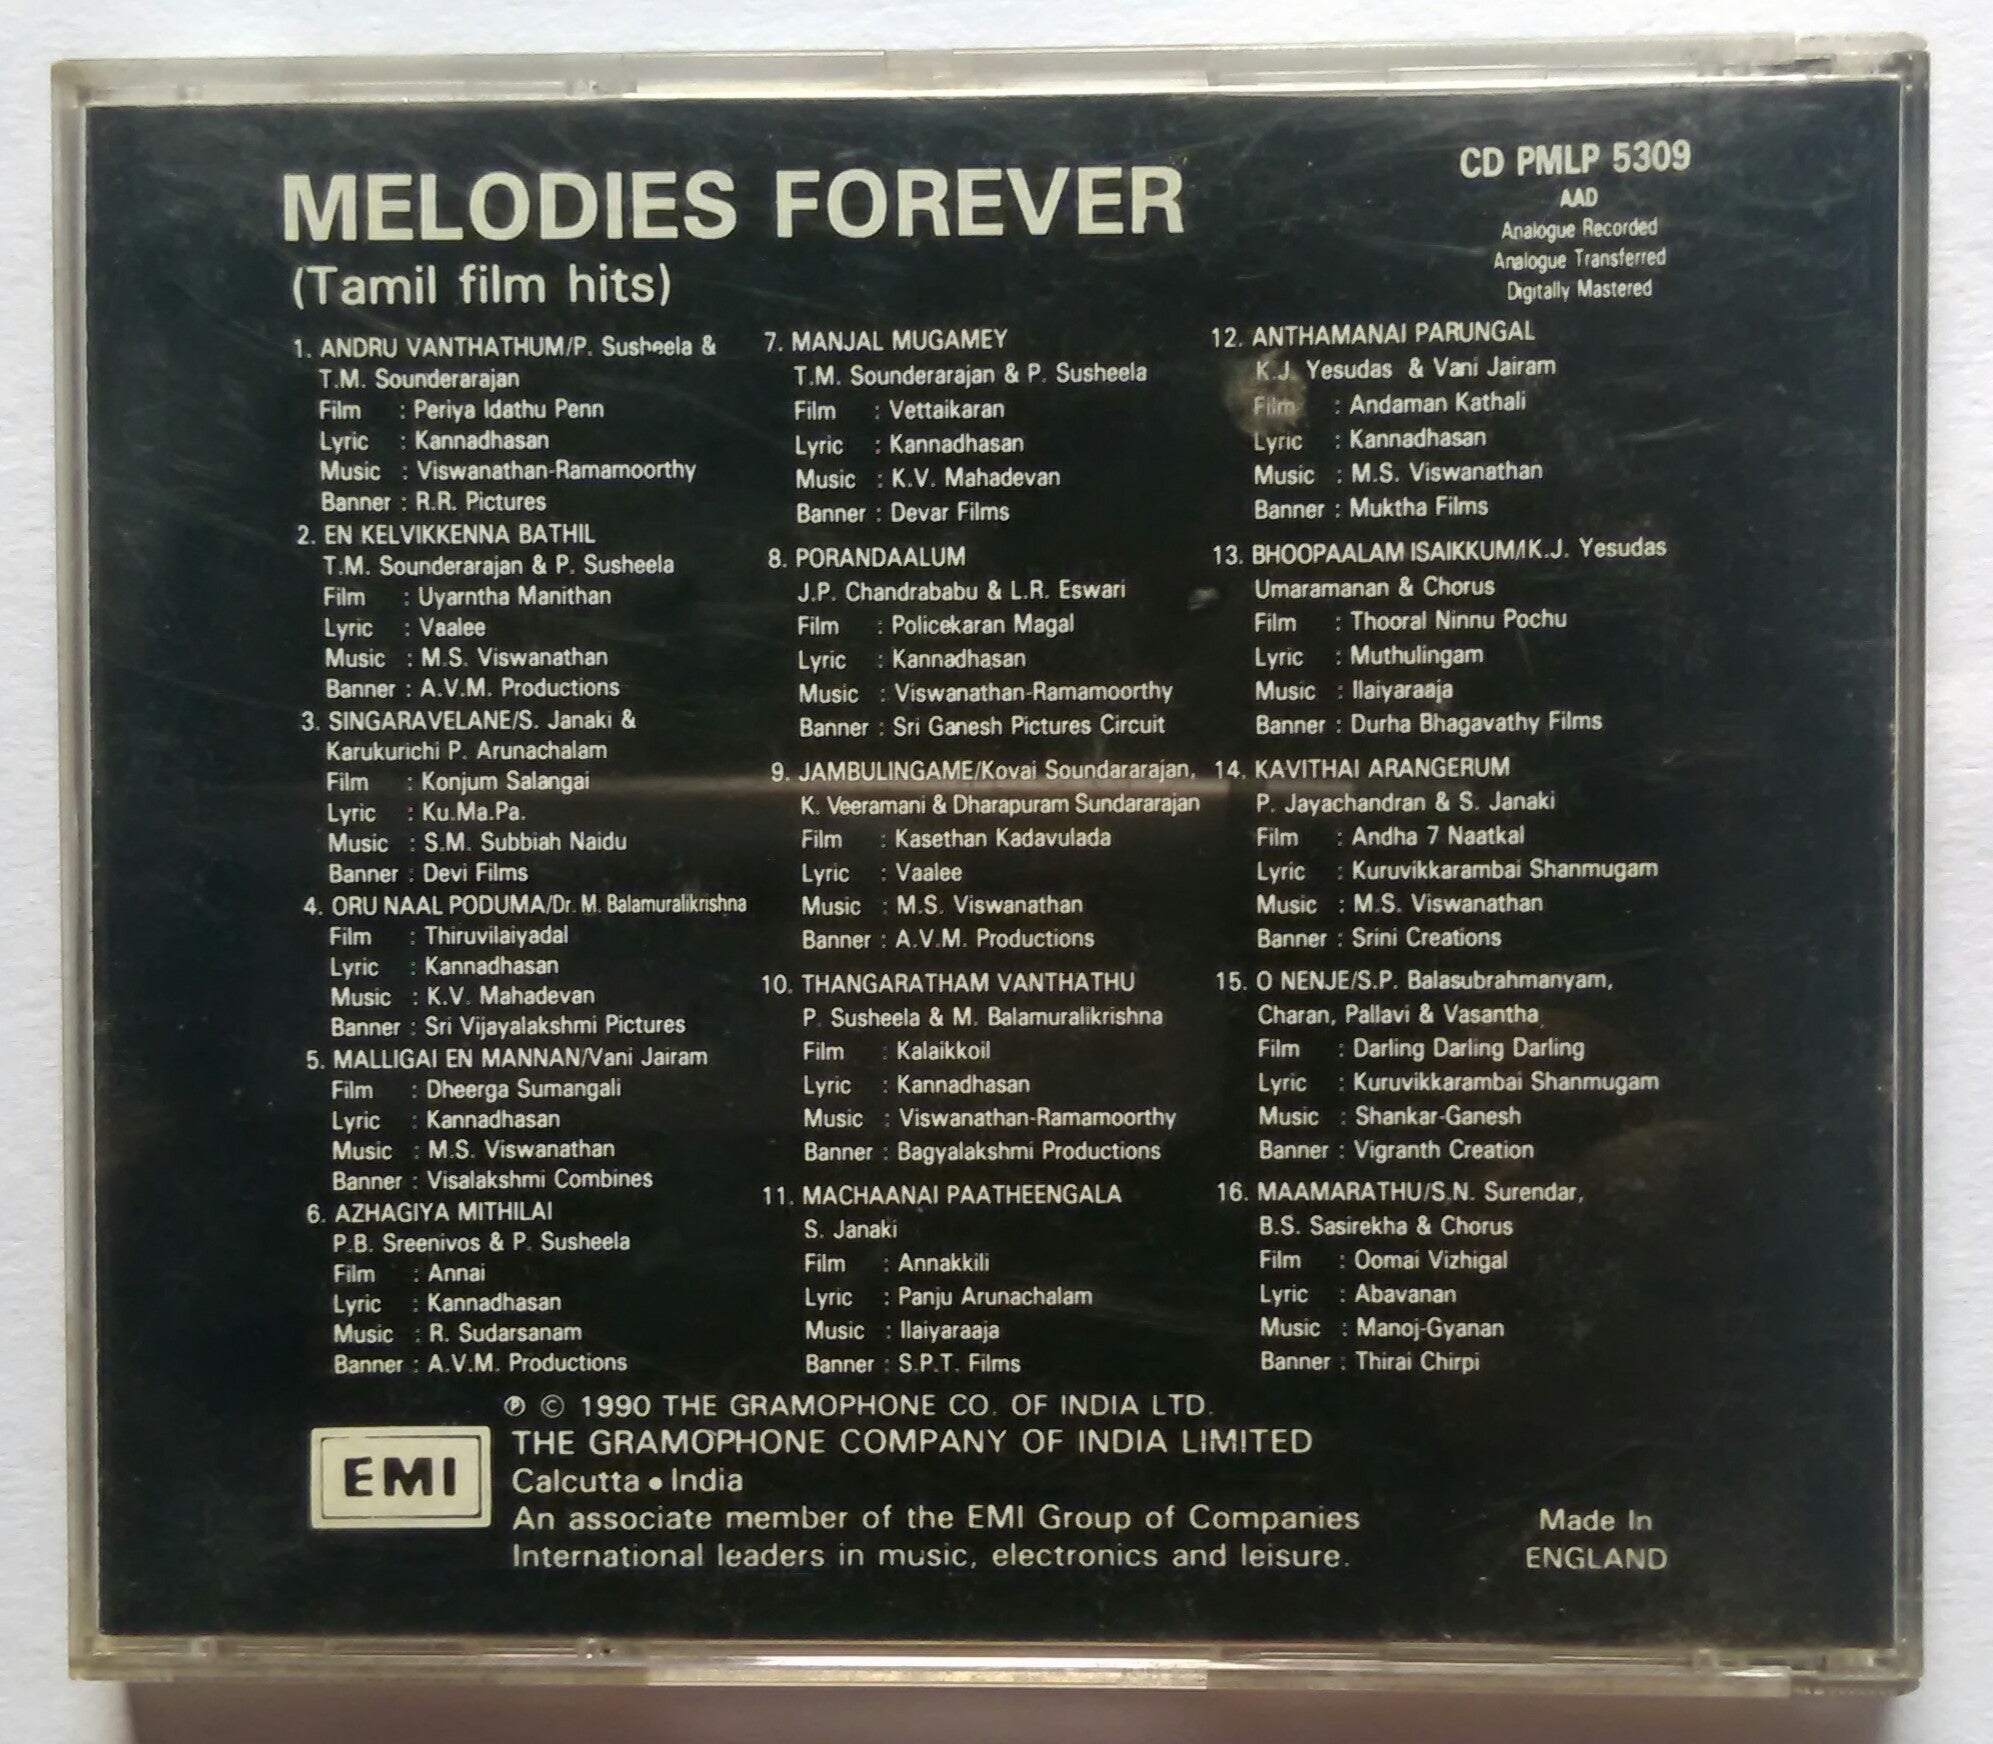 MELODIES FOREVER
(Tamil film hits)
CD PMLP 5309
AAD
Analogue Recorded
Analogue Transferred
Digitally Mastered
1. ANDRU VANTHATHUM/P. Susheela &
T.M. Sounderarajan
Film : Periya Idathu Penn
Lyric : Kannadhasan
Music : Viswanathan-Ramamoorthy
Banner : R.R. Pictures
2. EN KELVIKKENNA BATHIL
T.M. Sounderarajan & P. Susheela
Film : Uyarntha Manithan
Lyric : Vaalee
Music : M.S. Viswanathan
Banner : A.V.M. Productions
3. SINGARAVELANE/S. Janaki &
Karukurichi P. Arunachalam
Film : Konjum Salangai
Lyric : Ku.Ma.Pa.
Music : S.M. Subbiah Naidu
Banner : Devi Films
4. ORU NAAL PODUMA/Dr. M. Balamuralikrishna
Film : Thiruvilaiyadal
Lyric : Kannadhasan
Music : K.V. Mahadevan
Banner : Sri Vijayalakshmi Pictures
5. MALLIGAI EN MANNAN/Vani Jairam
Film : Dheerga Sumangali
Lyric : Kannadhasan
Music : M.S. Viswanathan
Banner : Visalakshmi Combines
6. AZHAGIYA MITHILAI
P.B. Sreenivos & P. Susheela
Film : Annai
Lyric : Kannadhasan
Music : R. Sudarsanam
Banner : A.V.M. Productions
7. MANJAL MUGAMEY
T.M. Sounderarajan & P. Susheela
Film : Vettaikaran
Lyric : Kannadhasan
Music : K.V. Mahadevan
Banner : Devar Films
8. PORANDAALUM
J.P. Chandrababu & L.R. Eswari
Film : Policekaran Magal
Lyric : Kannadhasan
Music : Viswanathan-Ramamoorthy
Banner : Sri Ganesh Pictures Circuit
9. JAMBULINGAME/Kovai Soundararajan,
K. Veeramani & Dharapuram Sundararajan
Film : Kasethan Kadavulada
Lyric : Vaalee
Music : M.S. Viswanathan
Banner : A.V.M. Productions
10. THANGARATHAM VANTHATHU
P. Susheela & M. Balamuralikrishna
Film : Kalaikkoil
Lyric : Kannadhasan
Music : Viswanathan-Ramamoorthy
Banner : Bagyalakshmi Productions
11. MACHAANAI PAATHEENGALA
S. Janaki
Film : Annakkili
Lyric : Panju Arunachalam
Music : Ilaiyaraaja
Banner : S.P.T. Films
12. ANTHAMANAI PARUNGAL
K.J. Yesudas & Vani Jairam
Film : Andaman Kathali
Lyric : Kannadhasan
Music : M.S. Viswanathan
Banner : Muktha Films
13. BHOOPAALAM ISAIKKUM/K.J. Yesudas
Umaramanan & Chorus
Film : Thooral Ninnu Pochu
Lyric : Muthulingam
Music : Ilaiyaraaja
Banner : Durha Bhagavathy Films
14. KAVITHAI ARANGERUM
P. Jayachandran & S. Janaki
Film : Andha 7 Naatkal
Lyric : Kuruvikkarambai Shanmugam
Music : M.S. Viswanathan
Banner : Srini Creations
15. O NENJE/S.P. Balasubrahmanyam,
Charan, Pallavi & Vasantha
Film : Darling Darling Darling
Lyric : Kuruvikkarambai Shanmugam
Music : Shankar-Ganesh
Banner : Vigranth Creation
16. MAAMARATHU/S.N. Surendar,
B.S. Sasirekha & Chorus
Film : Oomai Vizhigal
Lyric : Abavanan
Music : Manoj-Gyanan
Banner : Thirai Chirpi
℗ © 1990 THE GRAMOPHONE CO. OF INDIA LTD.
EMI
THE GRAMOPHONE COMPANY OF INDIA LIMITED
Calcutta • India
An associate member of the EMI Group of Companies
International leaders in music, electronics and leisure.
Made In
ENGLAND